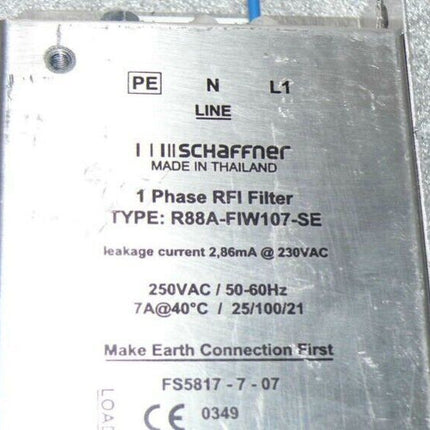 PE N L1
LINE
SCHAFFNER
MADE IN THAILAND
1 Phase RFI Filter
TYPE: R88A-FIW107-SE
leakage current 2,86mA @ 230VAC
250VAC / 50-60Hz
7A@40°C / 25/100/21
Make Earth Connection First
FS5817 - 7 - 07
CE 0349
LOAD